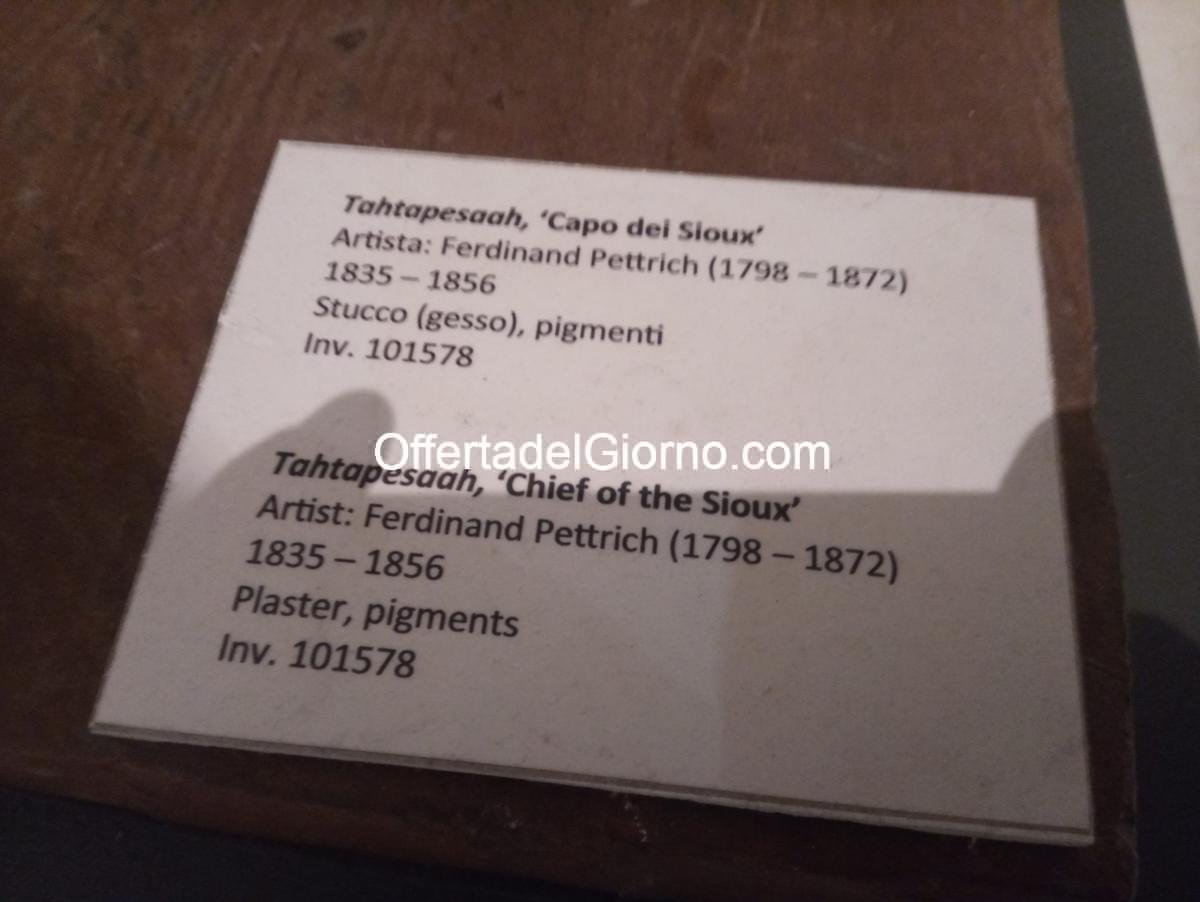 Tahtapesaah, ‘Capo dei Sioux’
Artista: Ferdinand Pettrich (1798 – 1872)
1835 – 1856
Stucco (gesso), pigmenti
Inv. 101578
OffertadelGiorno.com
Tahtapesaah, ‘Chief of the Sioux’
Artist: Ferdinand Pettrich (1798 – 1872)
1835 – 1856
Plaster, pigments
Inv. 101578